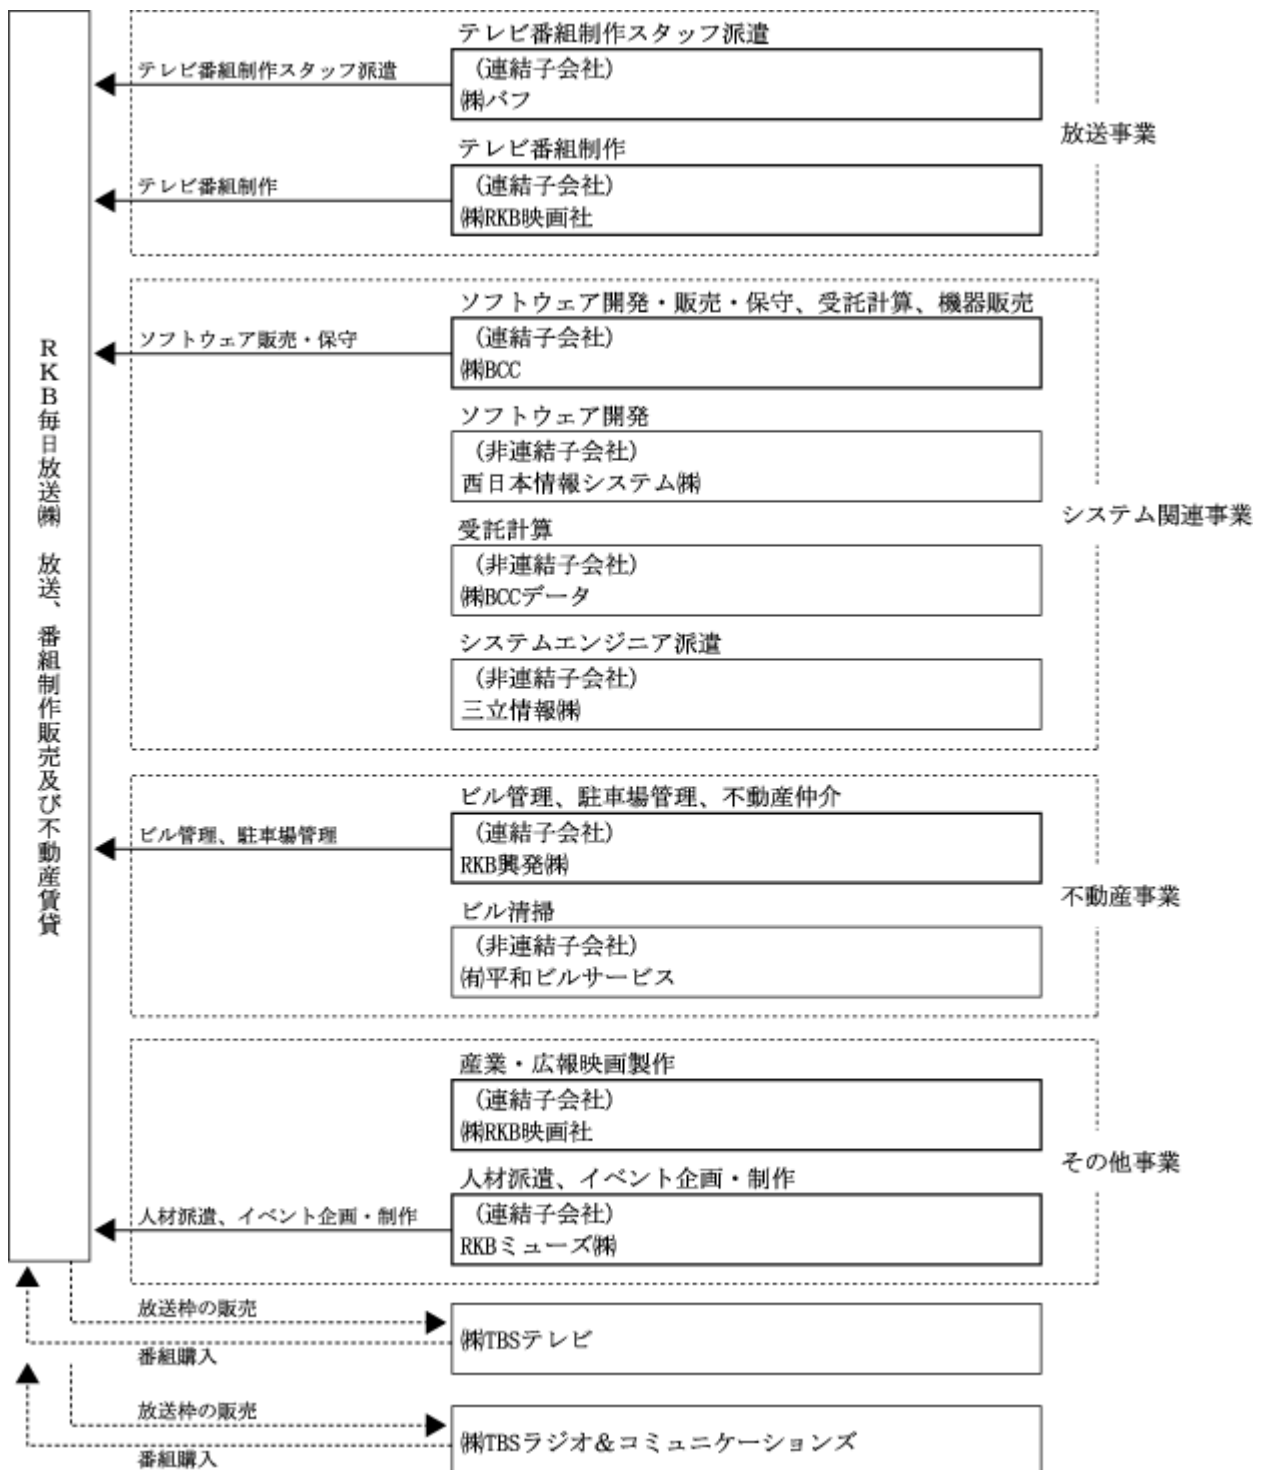 RKB毎日放送㈱ 放送、番組制作販売及び不動産賃貸
テレビ番組制作スタッフ派遣
テレビ番組制作スタッフ派遣
(連結子会社)
㈱バフ
放送事業
テレビ番組制作
テレビ番組制作
(連結子会社)
㈱RKB映画社
ソフトウェア開発・販売・保守、受託計算、機器販売
ソフトウェア販売・保守
(連結子会社)
㈱BCC
ソフトウェア開発
(非連結子会社)
西日本情報システム㈱
システム関連事業
受託計算
(非連結子会社)
㈱BCCデータ
システムエンジニア派遣
(非連結子会社)
三立情報㈱
ビル管理、駐車場管理、不動産仲介
ビル管理、駐車場管理
(連結子会社)
RKB興発㈱
不動産事業
ビル清掃
(非連結子会社)
㈲平和ビルサービス
産業・広報映画製作
(連結子会社)
㈱RKB映画社
その他事業
人材派遣、イベント企画・制作
人材派遣、イベント企画・制作
(連結子会社)
RKBミューズ㈱
放送枠の販売
㈱TBSテレビ
番組購入
放送枠の販売
㈱TBSラジオ&コミュニケーションズ
番組購入